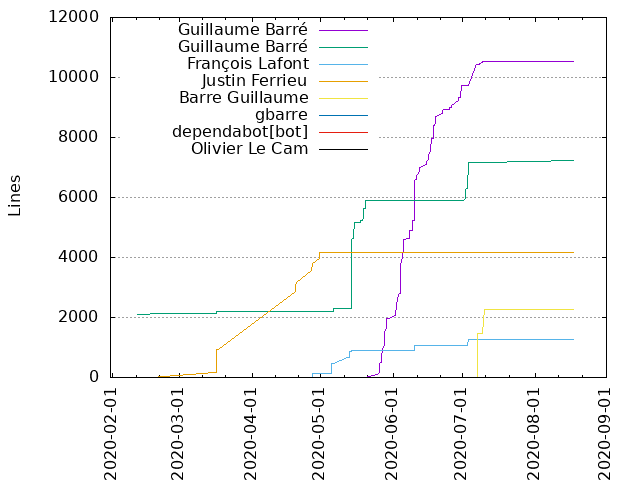 Guillaume Barré
Guillaume Barré
François Lafont
Justin Ferrieu
Barre Guillaume
gbarre
dependabot[bot]
Olivier Le Cam
Lines
12000
10000
8000
6000
4000
2000
0
2020-02-01
2020-03-01
2020-04-01
2020-05-01
2020-06-01
2020-07-01
2020-08-01
2020-09-01